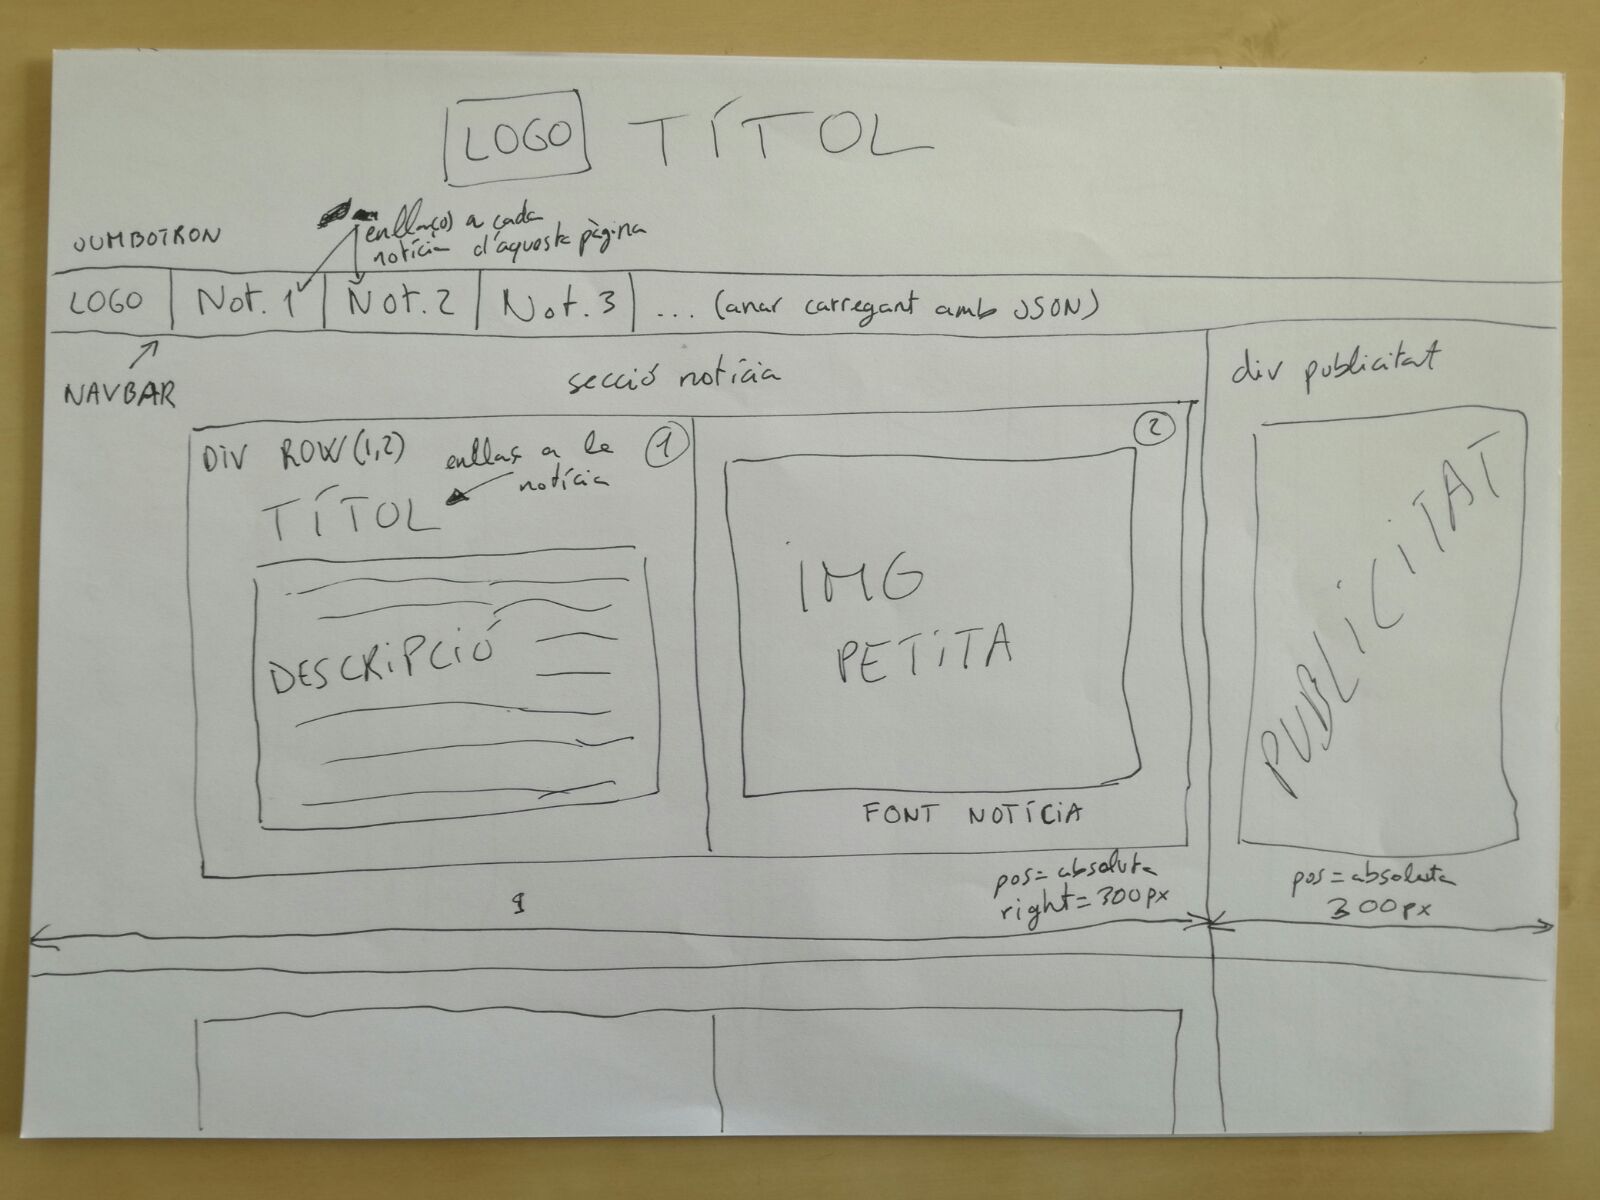 LOGO TÍTOL
JUMBOTRON
enllaços a cada
notícia d'aquesta pàgina
LOGO Not. 1 Not. 2 Not. 3 ... (anar carregant amb JSON)
NAVBAR
secció notícia
div publicitat
DIV ROW (1,2)
enllaç a la
notícia
1
TÍTOL
DESCRIPCIÓ
2
IMG
PETITA
FONT NOTÍCIA
PUBLICITAT
pos= absoluta
right= 300px
pos= absoluta
300px